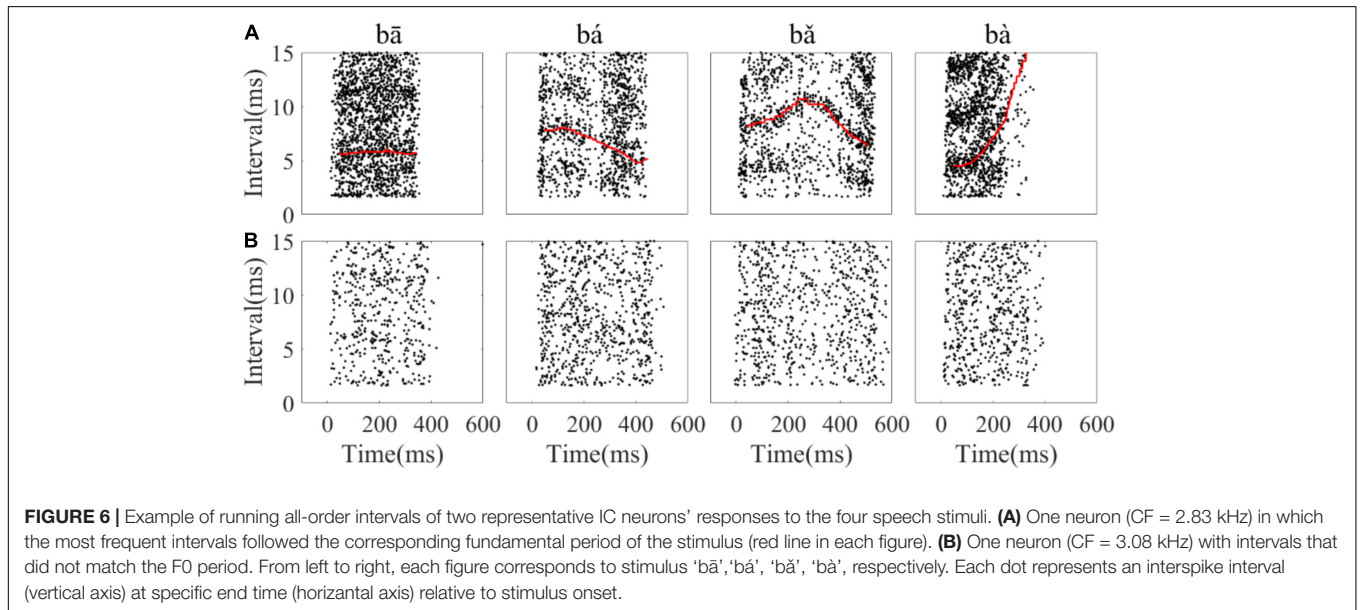 A
bā bá bǎ bà
Interval(ms)
15
10
5
0
B
Interval(ms)
15
10
5
0
0 200 400 600 0 200 400 600 0 200 400 600 0 200 400 600
Time(ms) Time(ms) Time(ms) Time(ms)
FIGURE 6 | Example of running all-order intervals of two representative IC neurons' responses to the four speech stimuli. (A) One neuron (CF = 2.83 kHz) in which
the most frequent intervals followed the corresponding fundamental period of the stimulus (red line in each figure). (B) One neuron (CF = 3.08 kHz) with intervals that
did not match the F0 period. From left to right, each figure corresponds to stimulus 'bā','bá', 'bǎ', 'bà', respectively. Each dot represents an interspike interval
(vertical axis) at specific end time (horizantal axis) relative to stimulus onset.